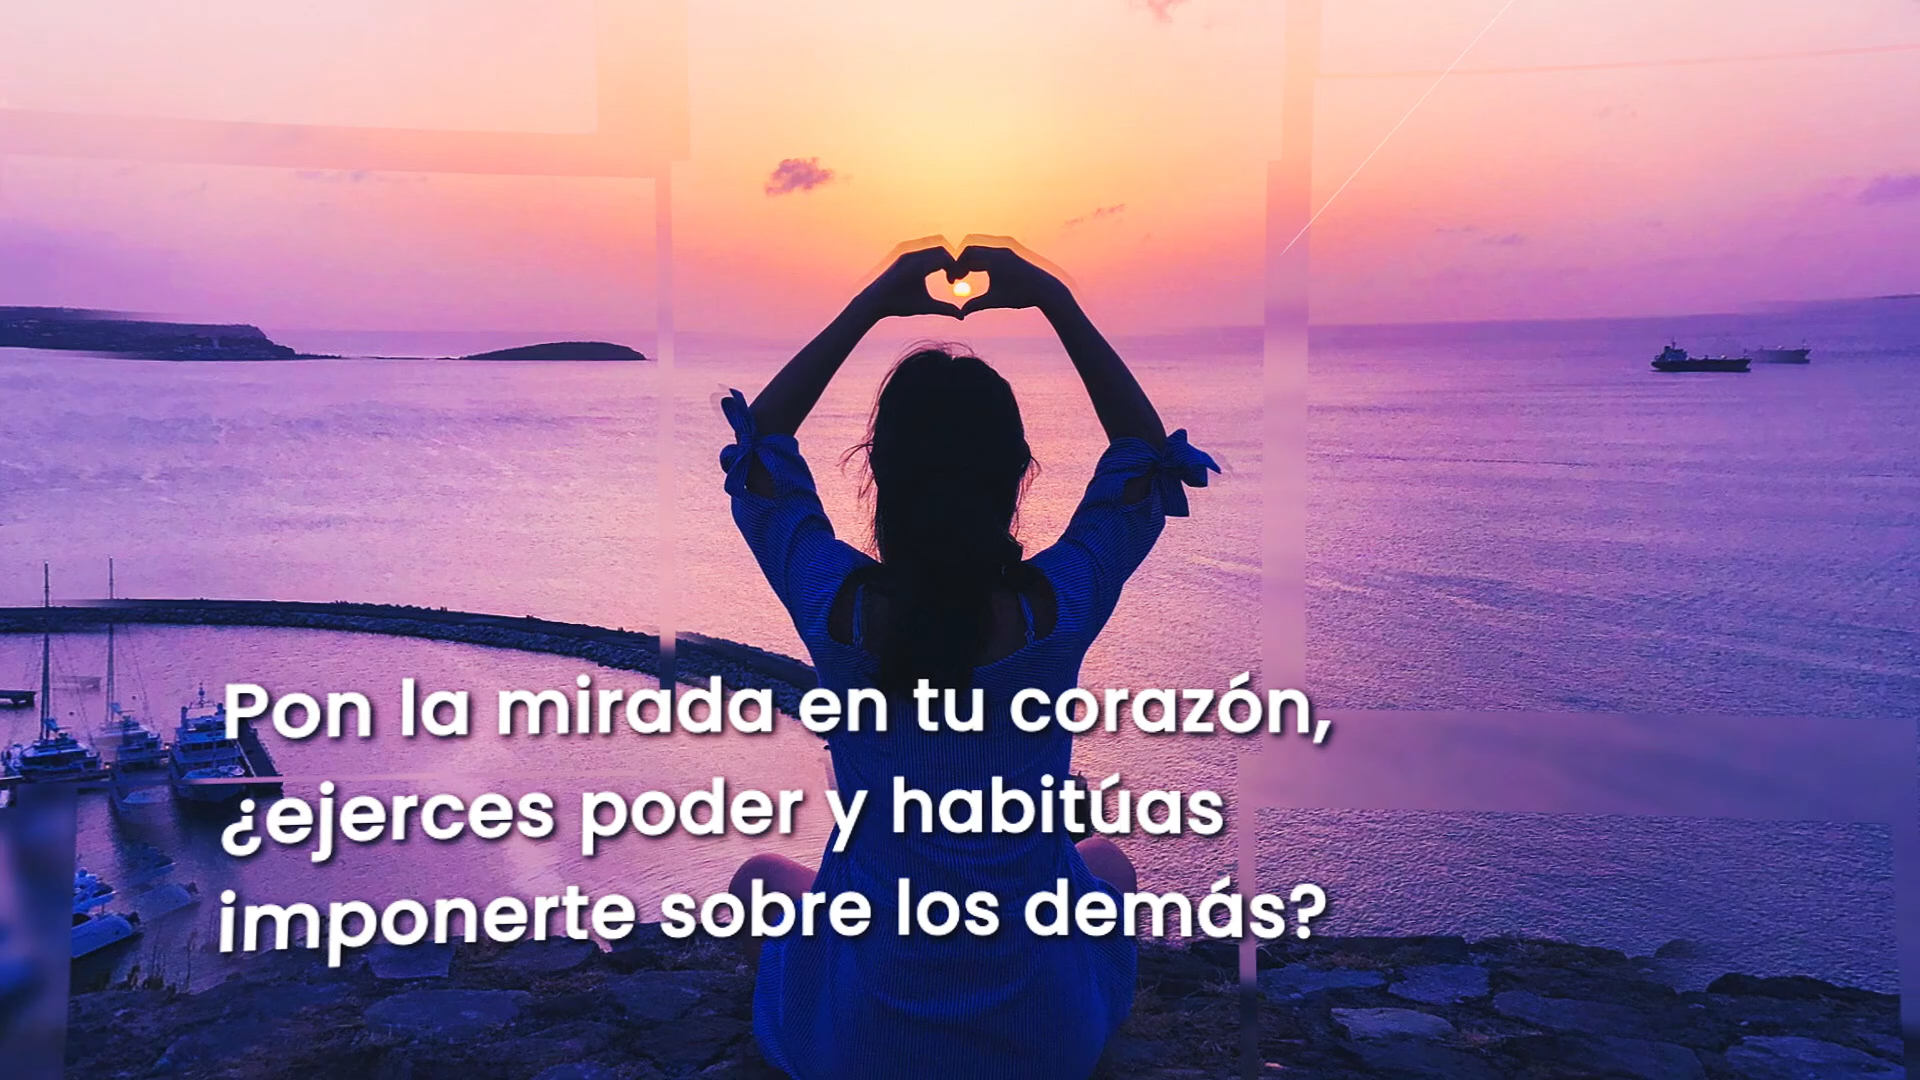 Pon la mirada en tu corazón,
¿ejerces poder y habitúas
imponerte sobre los demás?